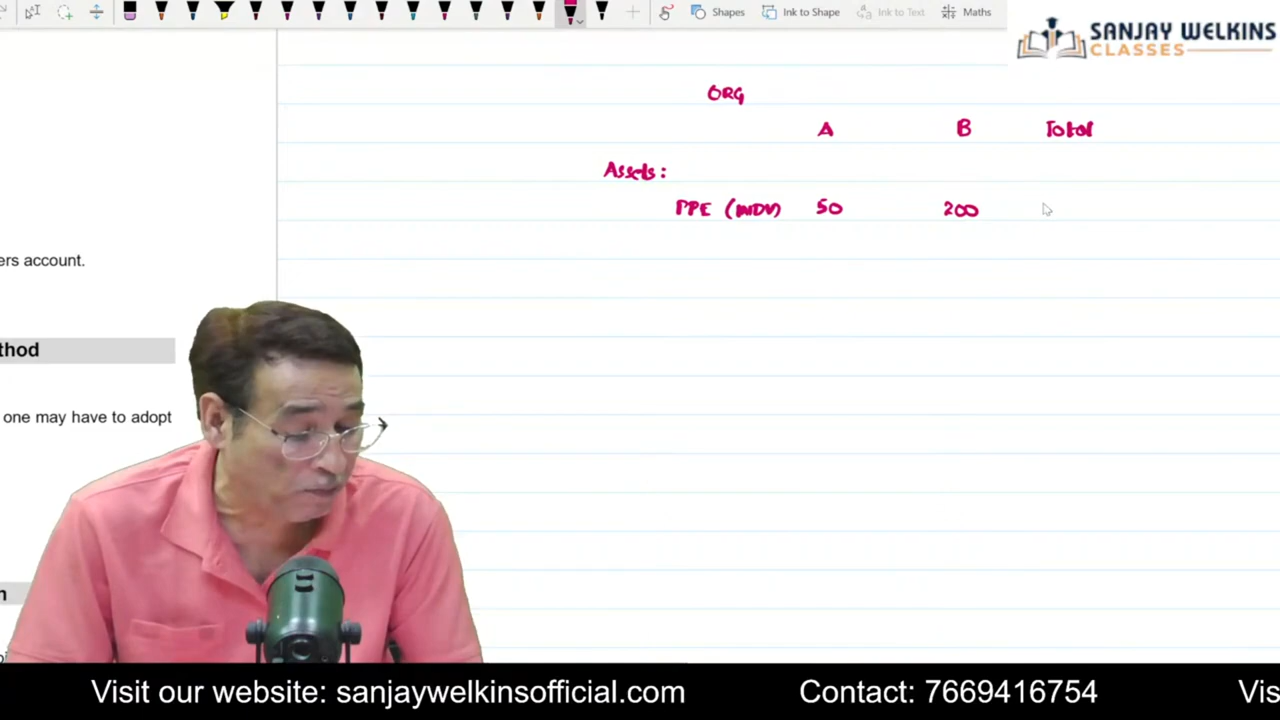 Shapes Ink to Shape Ink to Text Maths
SANJAY WELKINS
CLASSES
ORG
A B Total
Assets:
PPE (WDV) 50 200
ers account.
thod
one may have to adopt
n
Visit our website: sanjaywelkinsofficial.com Contact: 7669416754 Vis